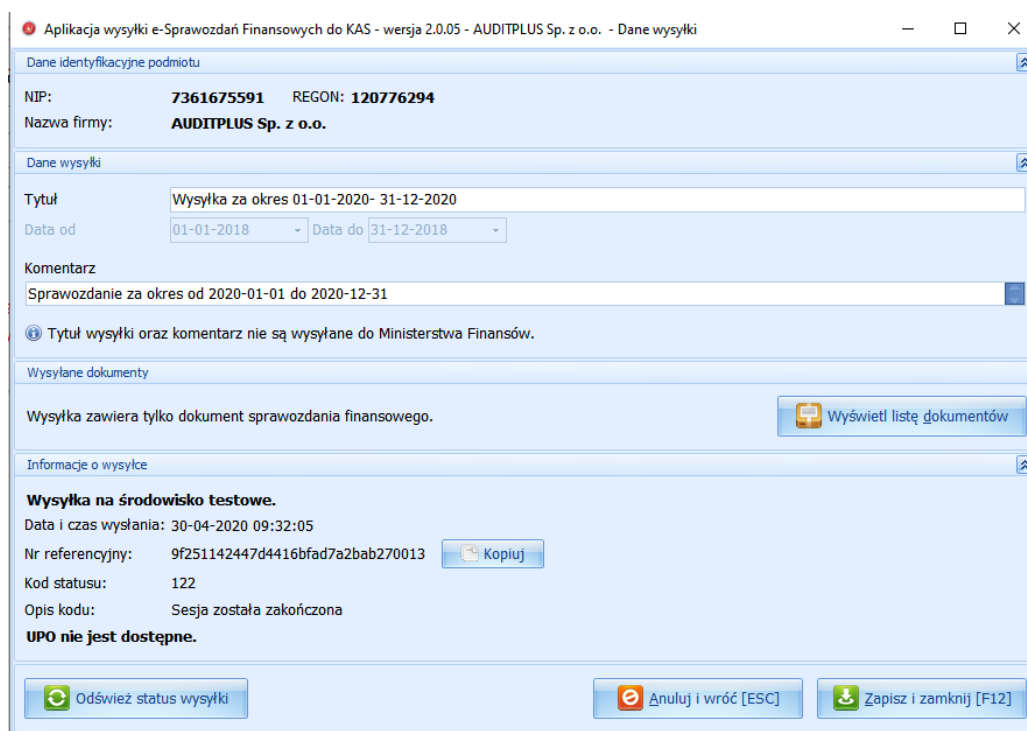 Aplikacja wysyłki e-Sprawozdań Finansowych do KAS - wersja 2.0.05 - AUDITPLUS Sp. z o.o. - Dane wysyłki
Dane identyfikacyjne podmiotu
NIP: 7361675591 REGON: 120776294
Nazwa firmy: AUDITPLUS Sp. z o.o.
Dane wysyłki
Tytuł Wysyłka za okres 01-01-2020- 31-12-2020
Data od 01-01-2018 Data do 31-12-2018
Komentarz
Sprawozdanie za okres od 2020-01-01 do 2020-12-31
Tytuł wysyłki oraz komentarz nie są wysyłane do Ministerstwa Finansów.
Wysyłane dokumenty
Wysyłka zawiera tylko dokument sprawozdania finansowego. Wyświetl listę dokumentów
Informacje o wysyłce
Wysyłka na środowisko testowe.
Data i czas wysłania: 30-04-2020 09:32:05
Nr referencyjny: 9f251142447d4416bfad7a2bab270013 Kopiuj
Kod statusu: 122
Opis kodu: Sesja została zakończona
UPO nie jest dostępne.
Odśwież status wysyłki Anuluj i wróć [ESC] Zapisz i zamknij [F12]